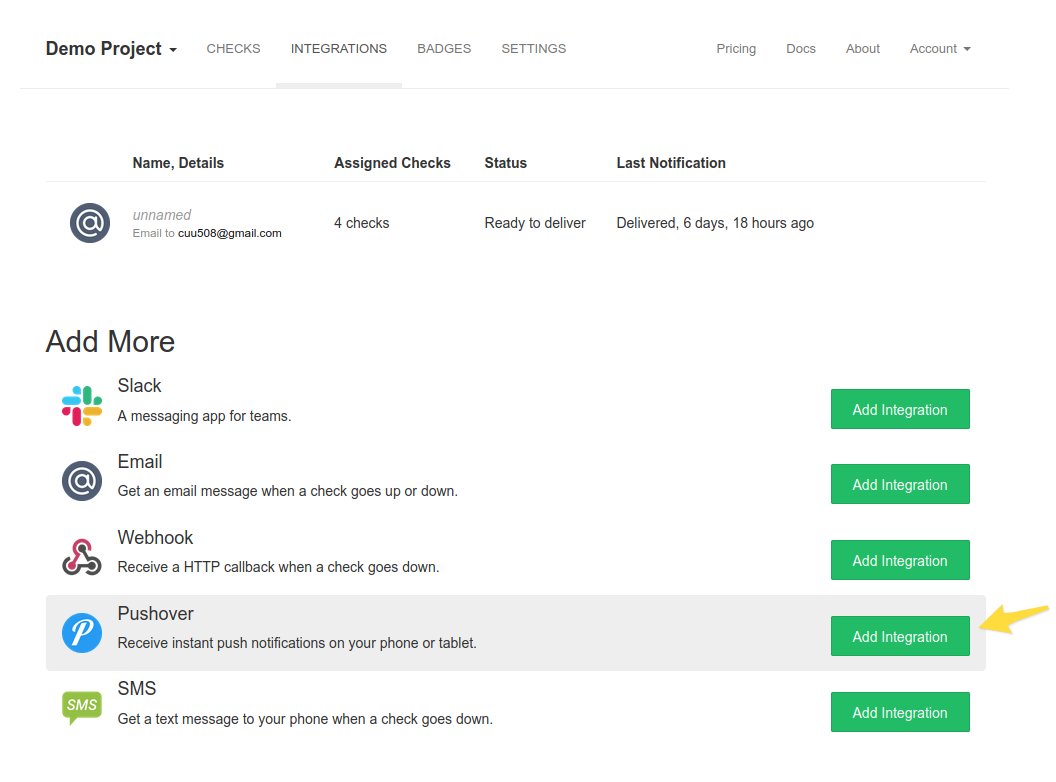 Demo Project CHECKS INTEGRATIONS BADGES SETTINGS Pricing Docs About Account
Name, Details Assigned Checks Status Last Notification
unnamed
Email to cuu508@gmail.com
4 checks Ready to deliver Delivered, 6 days, 18 hours ago
Add More
Slack
A messaging app for teams.
Add Integration
Email
Get an email message when a check goes up or down.
Add Integration
Webhook
Receive a HTTP callback when a check goes down.
Add Integration
Pushover
Receive instant push notifications on your phone or tablet.
Add Integration
SMS
SMS
Get a text message to your phone when a check goes down.
Add Integration